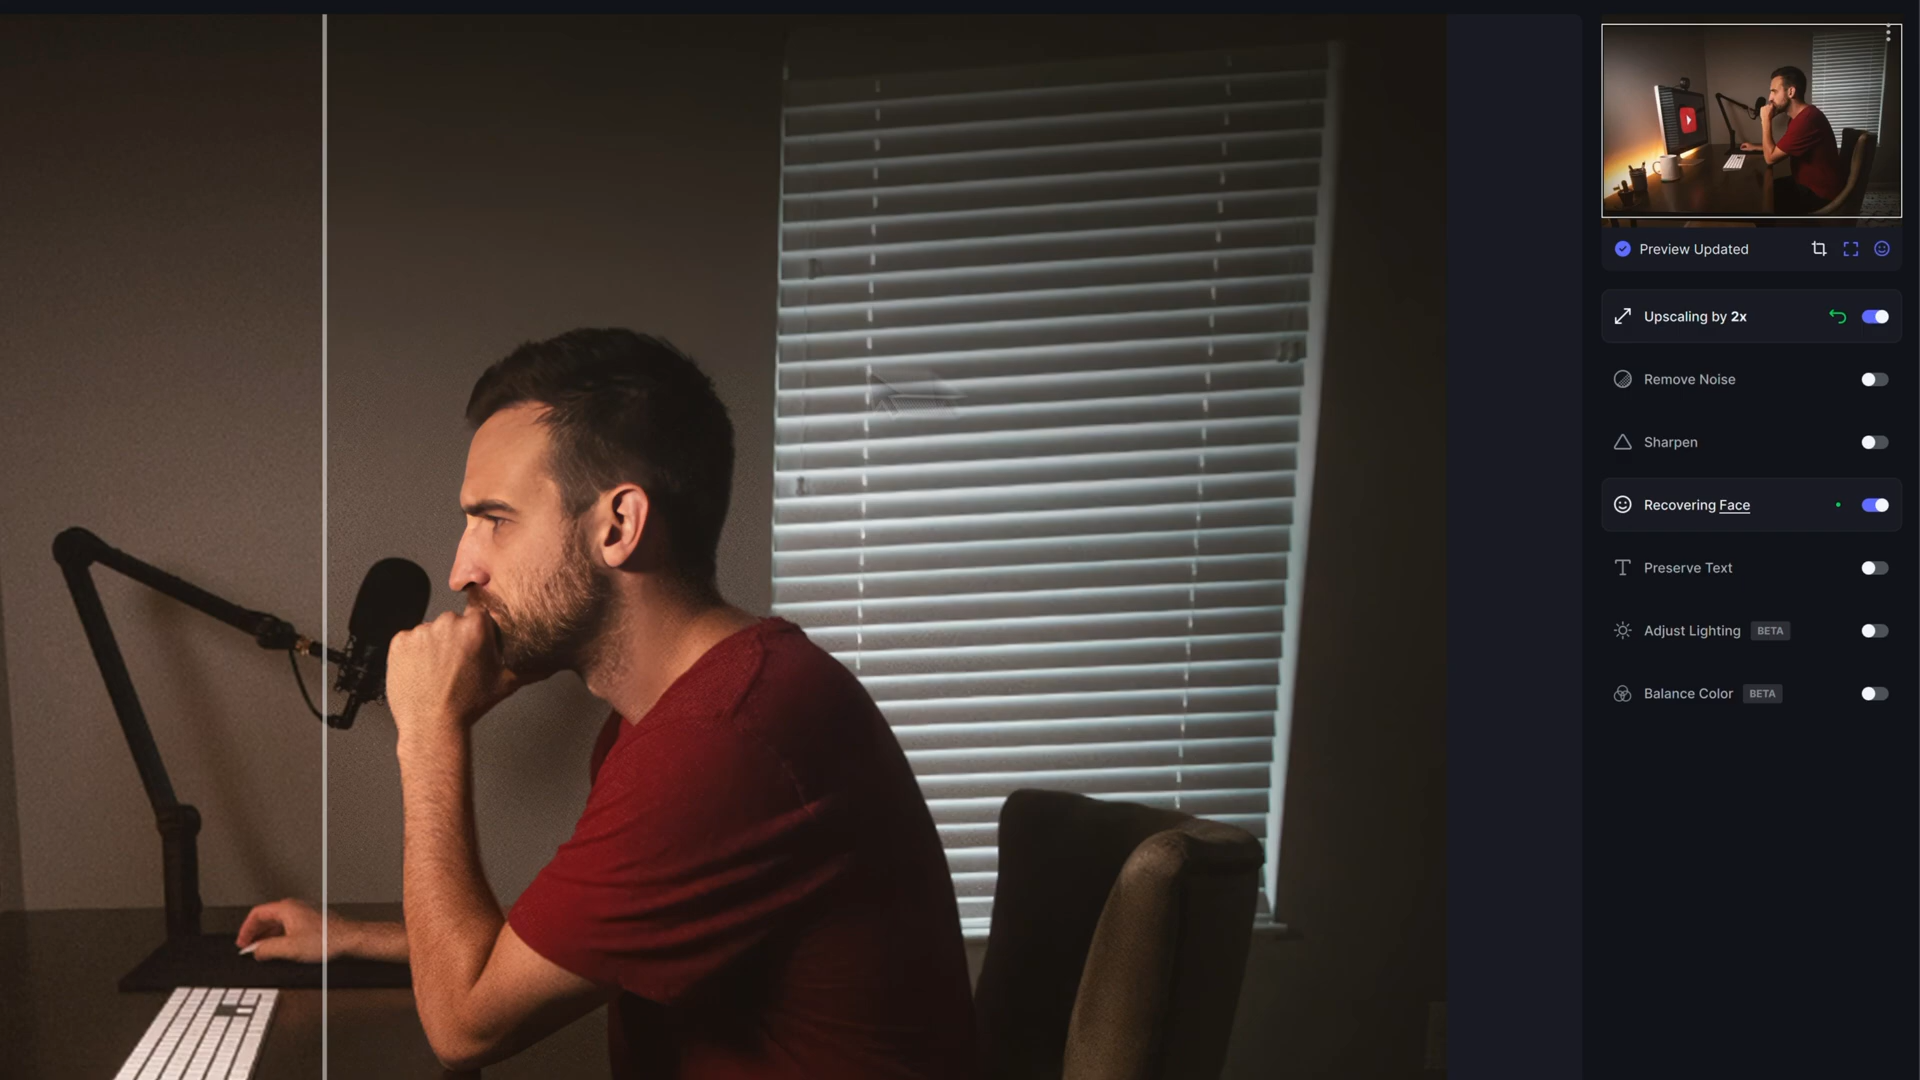 Preview Updated
Upscaling by 2x
Remove Noise
Sharpen
Recovering Face
Preserve Text
Adjust Lighting BETA
Balance Color BETA